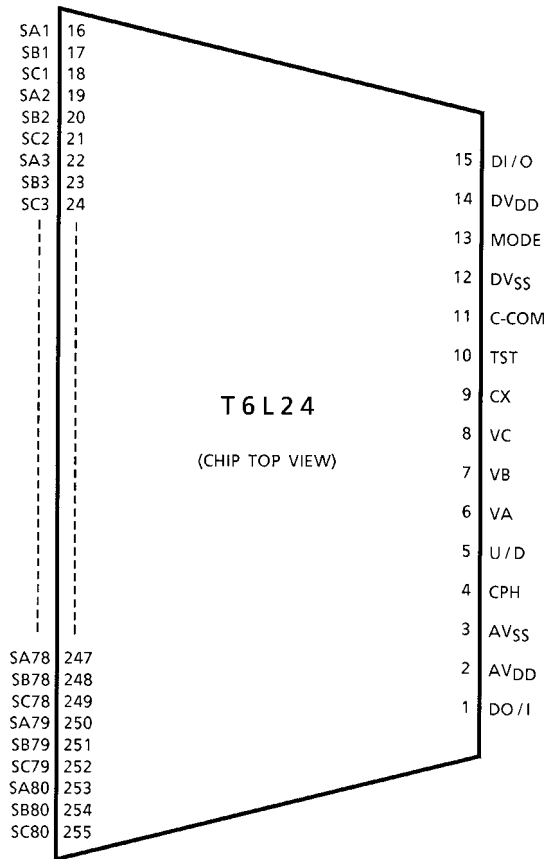 SA1 16
SB1 17
SC1 18
SA2 19
SB2 20
SC2 21
SA3 22
SB3 23
SC3 24
15 DI/O
14 DVDD
13 MODE
12 DVSS
11 C-COM
10 TST
9 CX
8 VC
7 VB
6 VA
5 U/D
4 CPH
3 AVSS
2 AVDD
1 DO/I
T6L24
(CHIP TOP VIEW)
SA78 247
SB78 248
SC78 249
SA79 250
SB79 251
SC79 252
SA80 253
SB80 254
SC80 255